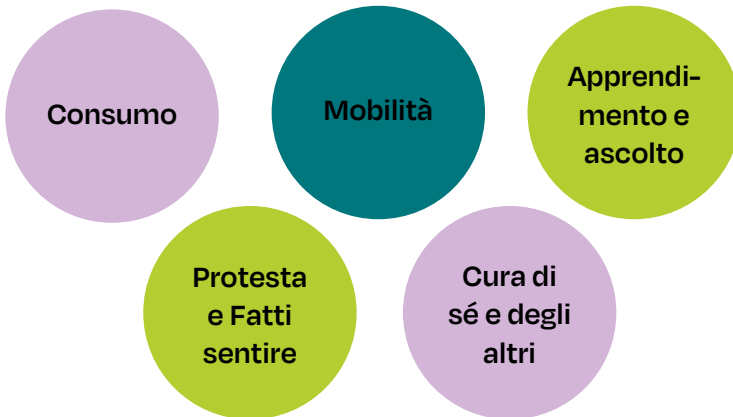 Consumo
Mobilità
Apprendi-
mento e
ascolto
Protesta
e Fatti
sentire
Cura di
sé e degli
altri